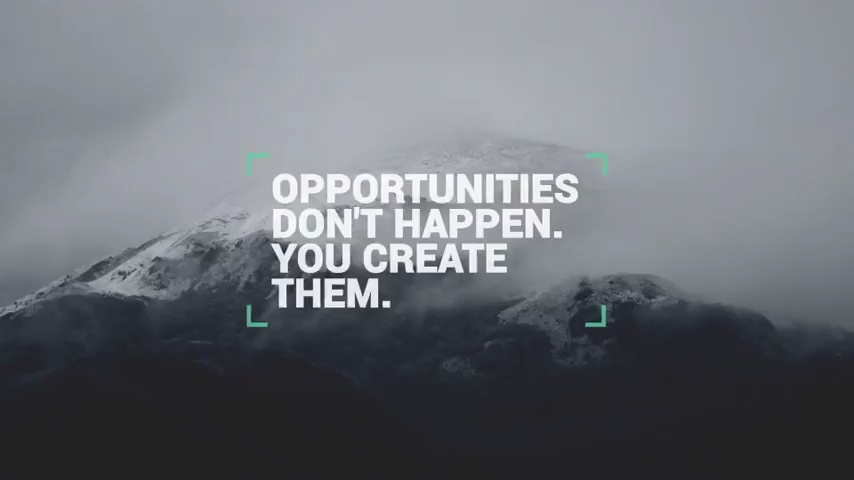 OPPORTUNITIES
DON'T HAPPEN.
YOU CREATE
THEM.